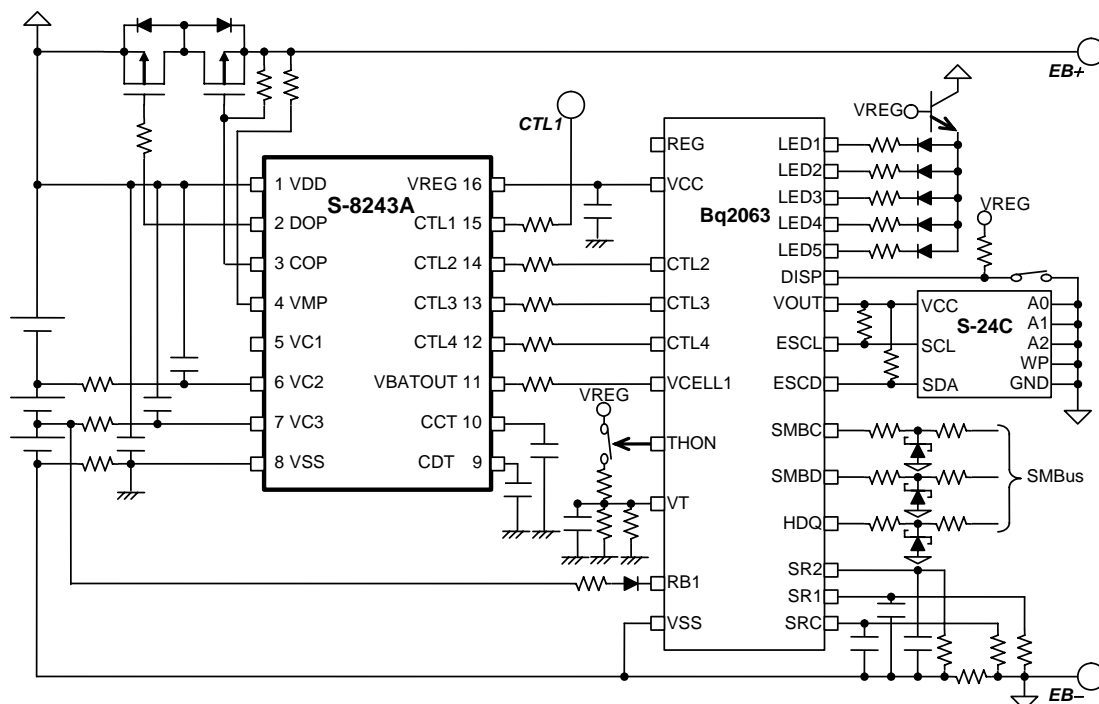 EB+
CTL1
VREG
S-8243A
1 VDD
2 DOP
3 COP
4 VMP
5 VC1
6 VC2
7 VC3
8 VSS
VREG 16
CTL1 15
CTL2 14
CTL3 13
CTL4 12
VBATOUT 11
CCT 10
CDT 9
VREG
Bq2063
REG
VCC
CTL2
CTL3
CTL4
VCELL1
THON
VT
RB1
VSS
LED1
LED2
LED3
LED4
LED5
DISP
VOUT
ESCL
ESCD
SMBC
SMBD
HDQ
SR2
SR1
SRC
VREG
S-24C
VCC
SCL
SDA
A0
A1
A2
WP
GND
SMBus
EB−